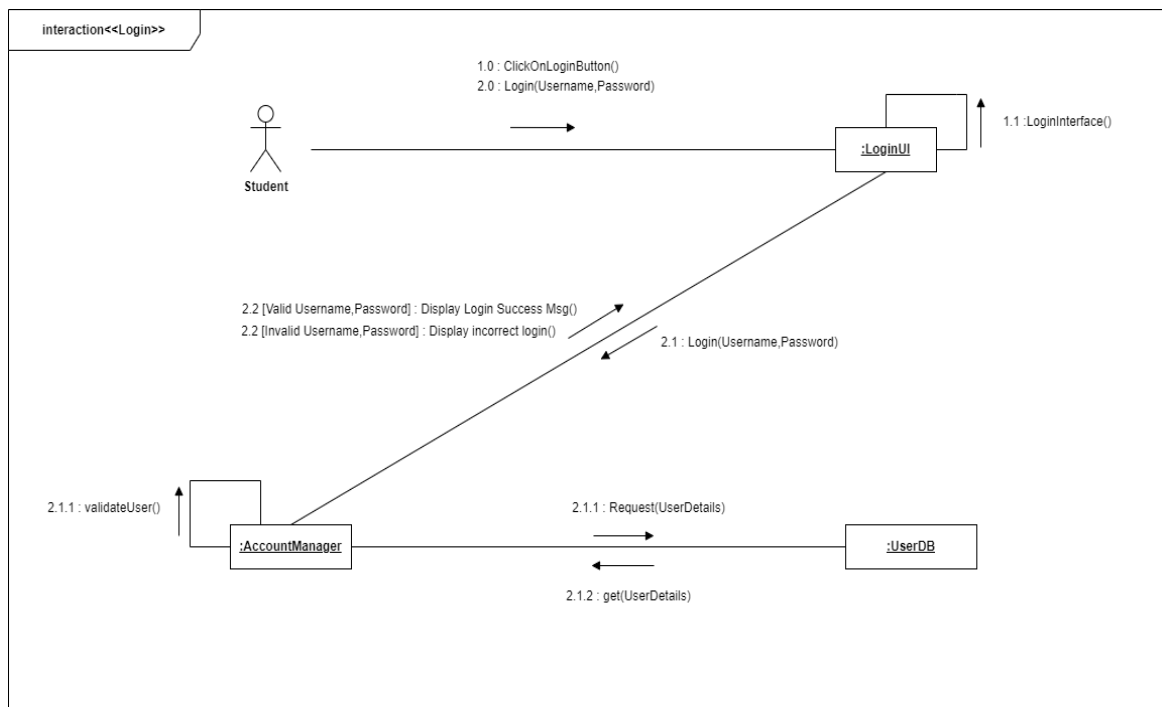 interaction<<Login>>
1.0 : ClickOnLoginButton()
2.0 : Login(Username,Password)
1.1 :LoginInterface()
:LoginUI
Student
2.2 [Valid Username,Password] : Display Login Success Msg()
2.2 [Invalid Username,Password] : Display incorrect login()
2.1 : Login(Username,Password)
2.1.1 : validateUser()
2.1.1 : Request(UserDetails)
:AccountManager
:UserDB
2.1.2 : get(UserDetails)